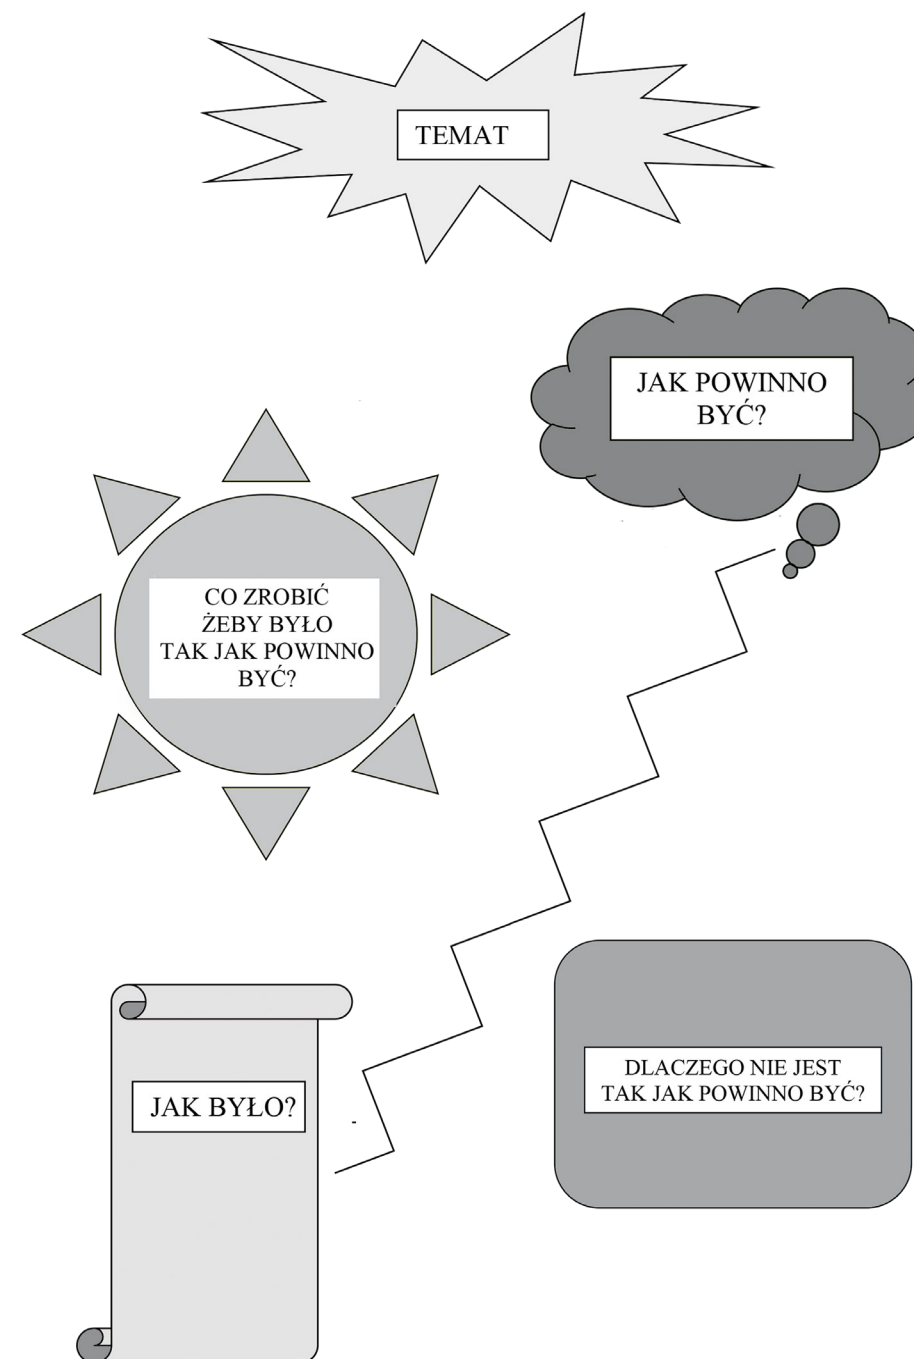 TEMAT
JAK POWINNO
BYĆ?
CO ZROBIĆ
ŻEBY BYŁO
TAK JAK POWINNO
BYĆ?
JAK BYŁO?
DLACZEGO NIE JEST
TAK JAK POWINNO BYĆ?